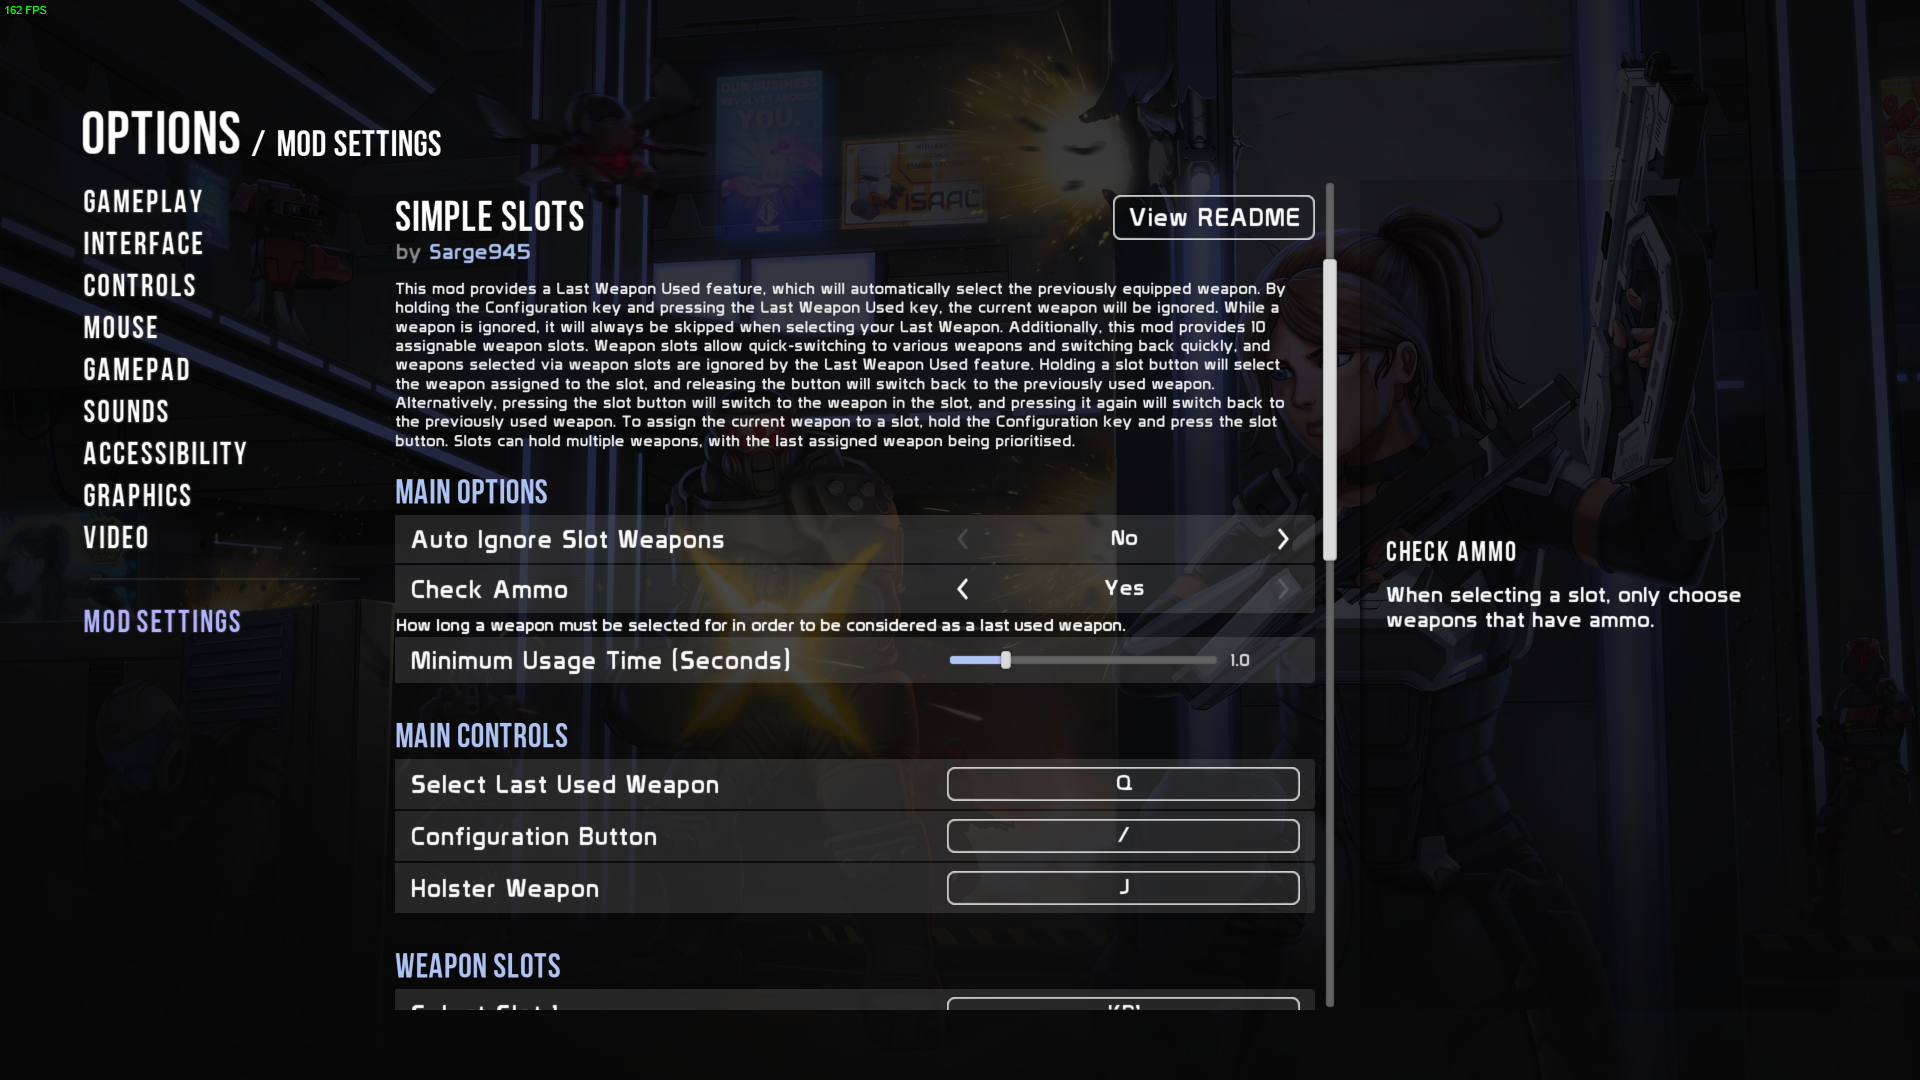 162 FPS
OUR BUSINESS
REVOLVES AROUND
YOU.
ISAAC
OPTIONS / MOD SETTINGS
GAMEPLAY
INTERFACE
CONTROLS
MOUSE
GAMEPAD
SOUNDS
ACCESSIBILITY
GRAPHICS
VIDEO
MOD SETTINGS
SIMPLE SLOTS
View README
by Sarge945
This mod provides a Last Weapon Used feature, which will automatically select the previously equipped weapon. By
holding the Configuration key and pressing the Last Weapon Used key, the current weapon will be ignored. While a
weapon is ignored, it will always be skipped when selecting your Last Weapon. Additionally, this mod provides 10
assignable weapon slots. Weapon slots allow quick-switching to various weapons and switching back quickly, and
weapons selected via weapon slots are ignored by the Last Weapon Used feature. Holding a slot button will select
the weapon assigned to the slot, and releasing the button will switch back to the previously used weapon.
Alternatively, pressing the slot button will switch to the weapon in the slot, and pressing it again will switch back to
the previously used weapon. To assign the current weapon to a slot, hold the Configuration key and press the slot
button. Slots can hold multiple weapons, with the last assigned weapon being prioritised.
MAIN OPTIONS
Auto Ignore Slot Weapons No
Check Ammo Yes
How long a weapon must be selected for in order to be considered as a last used weapon.
Minimum Usage Time (Seconds) 1.0
MAIN CONTROLS
Select Last Used Weapon Q
Configuration Button /
Holster Weapon J
WEAPON SLOTS
Select Slot 1
CHECK AMMO
When selecting a slot, only choose
weapons that have ammo.